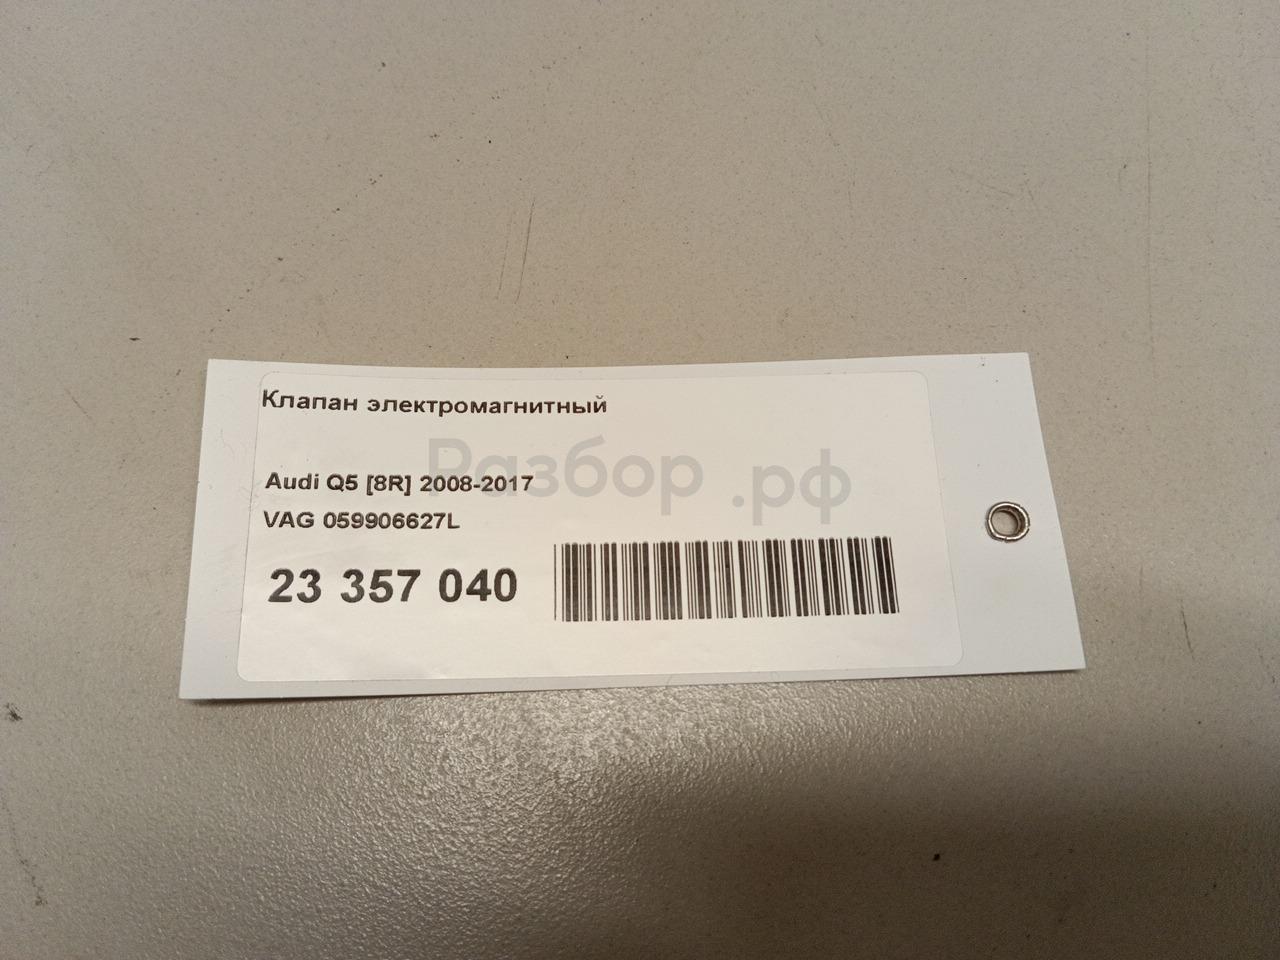 Клапан электромагнитный
Разбор.рф
Audi Q5 [8R] 2008-2017
VAG 059906627L
23 357 040